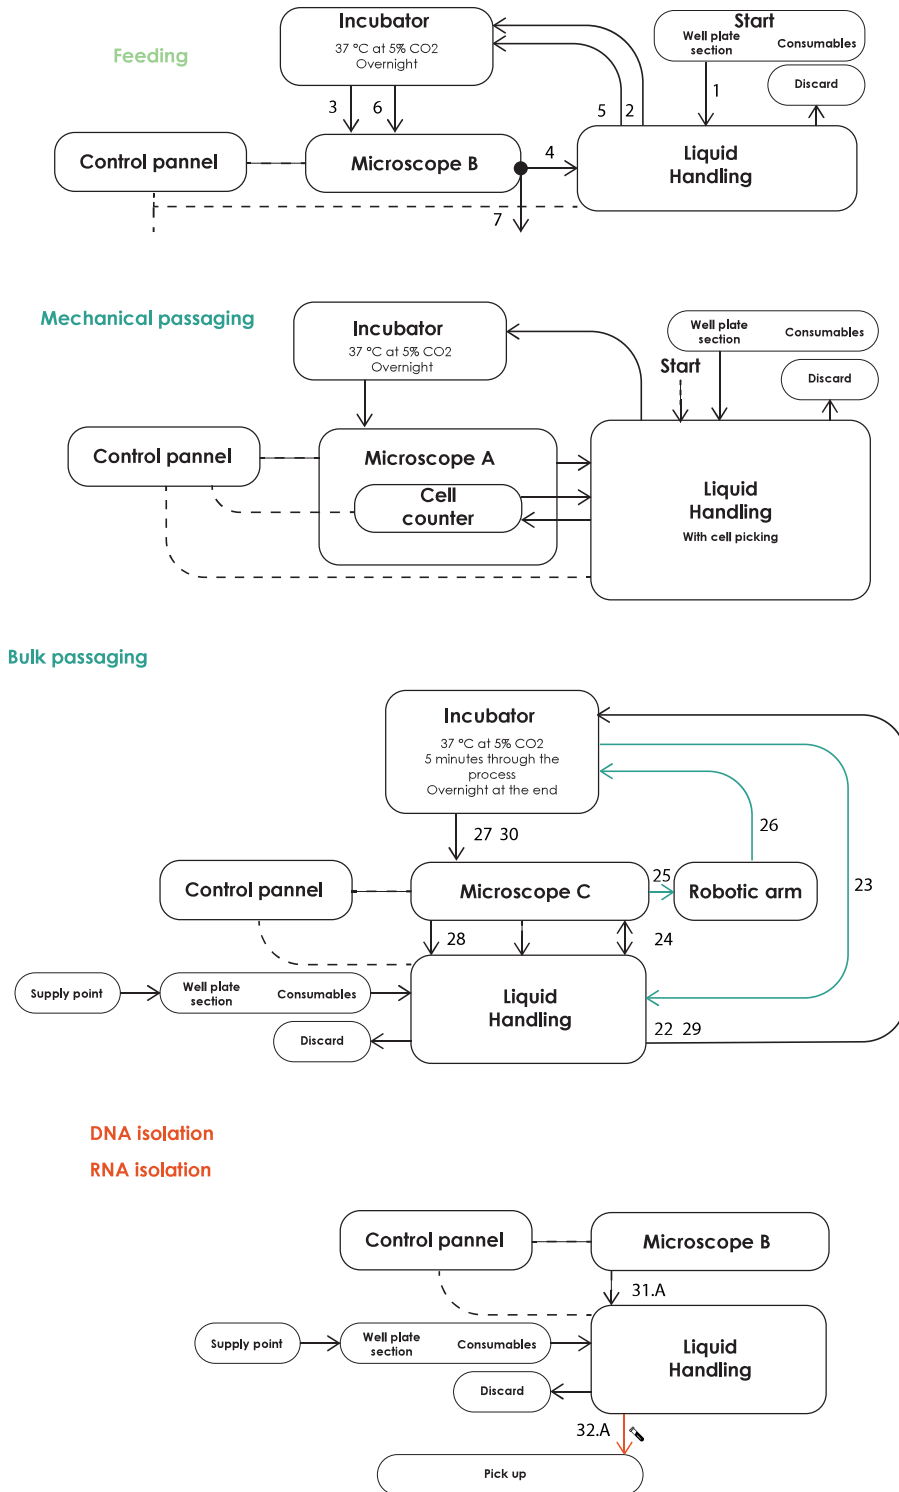 Feeding
Incubator
37 °C at 5% CO2
Overnight
Start
Well plate
section
Consumables
Discard
3
6
5
2
1
Control pannel
Microscope B
4
Liquid
Handling
7
Mechanical passaging
Incubator
37 °C at 5% CO2
Overnight
Well plate
section
Consumables
Start
Discard
Control pannel
Microscope A
Cell
counter
Liquid
Handling
With cell picking
Bulk passaging
Incubator
37 °C at 5% CO2
5 minutes through the
process
Overnight at the end
27 30
26
Control pannel
Microscope C
25
Robotic arm
23
28
24
Supply point
Well plate
section
Consumables
Liquid
Handling
Discard
22 29
DNA isolation
RNA isolation
Control pannel
Microscope B
31.A
Supply point
Well plate
section
Consumables
Liquid
Handling
Discard
32.A
Pick up